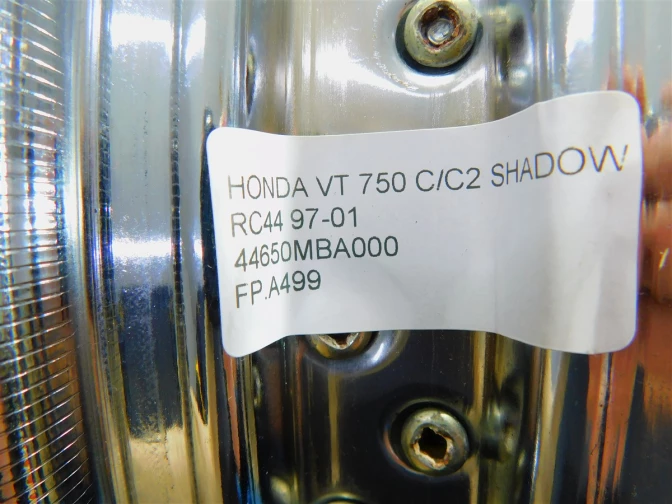 HONDA VT 750 C/C2 SHADOW
RC44 97-01
44650MBA000
FP.A499